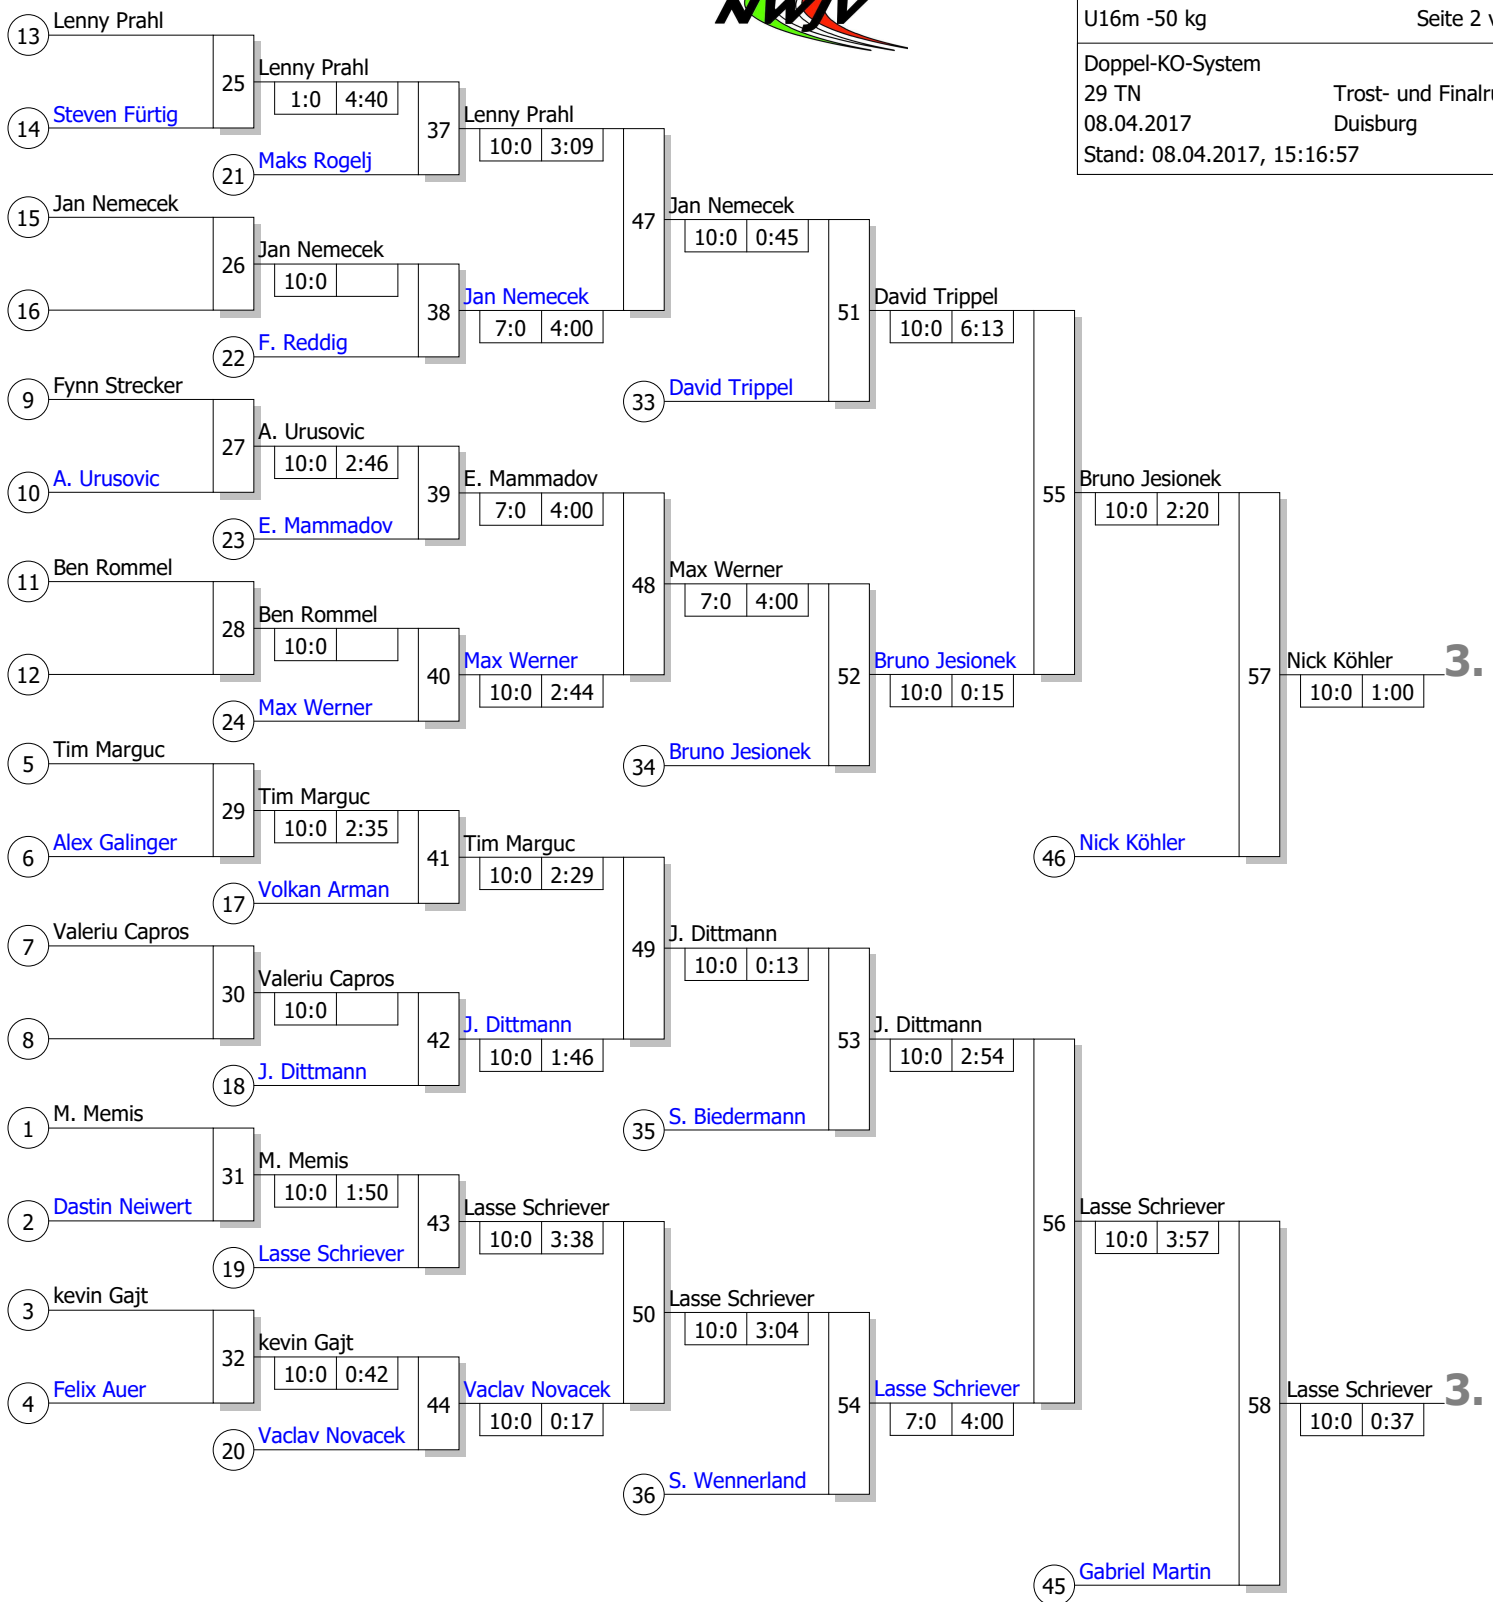 NWJV
U16m -50 kg Seite 2 v
Doppel-KO-System
29 TN Trost- und Finalru
08.04.2017 Duisburg
Stand: 08.04.2017, 15:16:57
13 Lenny Prahl
25 Lenny Prahl
1:0 4:40
14 Steven Fürtig
37 Lenny Prahl
10:0 3:09
21 Maks Rogelj
15 Jan Nemecek
47 Jan Nemecek
10:0 0:45
26 Jan Nemecek
10:0
16
38 Jan Nemecek
7:0 4:00
22 F. Reddig
51 David Trippel
10:0 6:13
9 Fynn Strecker
33 David Trippel
27 A. Urusovic
10:0 2:46
10 A. Urusovic
39 E. Mammadov
7:0 4:00
23 E. Mammadov
55 Bruno Jesionek
10:0 2:20
11 Ben Rommel
48 Max Werner
7:0 4:00
28 Ben Rommel
10:0
12
40 Max Werner
10:0 2:44
24 Max Werner
52 Bruno Jesionek
10:0 0:15
57 Nick Köhler 3.
10:0 1:00
5 Tim Marguc
34 Bruno Jesionek
29 Tim Marguc
10:0 2:35
6 Alex Galinger
41 Tim Marguc
10:0 2:29
46 Nick Köhler
17 Volkan Arman
7 Valeriu Capros
49 J. Dittmann
10:0 0:13
30 Valeriu Capros
10:0
8
42 J. Dittmann
10:0 1:46
18 J. Dittmann
53 J. Dittmann
10:0 2:54
1 M. Memis
35 S. Biedermann
31 M. Memis
10:0 1:50
2 Dastin Neiwert
43 Lasse Schriever
10:0 3:38
19 Lasse Schriever
56 Lasse Schriever
10:0 3:57
3 kevin Gajt
50 Lasse Schriever
10:0 3:04
32 kevin Gajt
10:0 0:42
4 Felix Auer
44 Vaclav Novacek
10:0 0:17
20 Vaclav Novacek
54 Lasse Schriever
7:0 4:00
58 Lasse Schriever 3.
10:0 0:37
36 S. Wennerland
45 Gabriel Martin